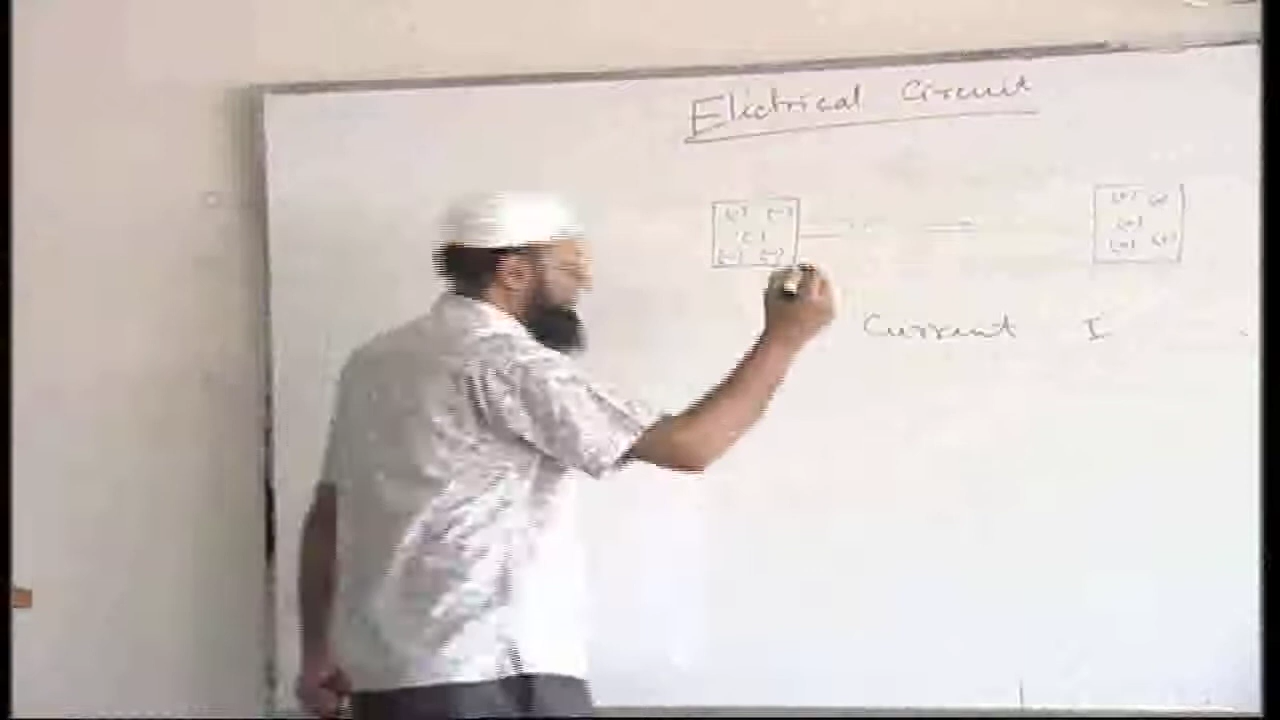 Electrical Circuit
(-) (-) (+) (+)
(-) (+)
(-) (-) (+) (+)
Current I